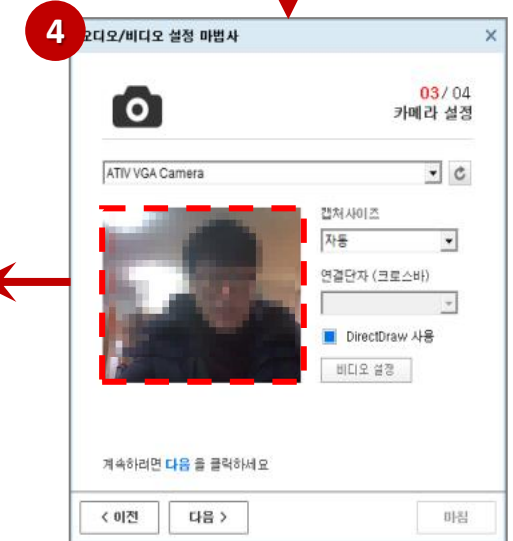 4
오디오/비디오 설정 마법사
03/ 04
카메라 설정
ATIV VGA Camera
캡처사이즈
자동
연결단자 (크로스바)
DirectDraw 사용
비디오 설정
계속하려면 다음 을 클릭하세요
< 이전
다음 >
마침